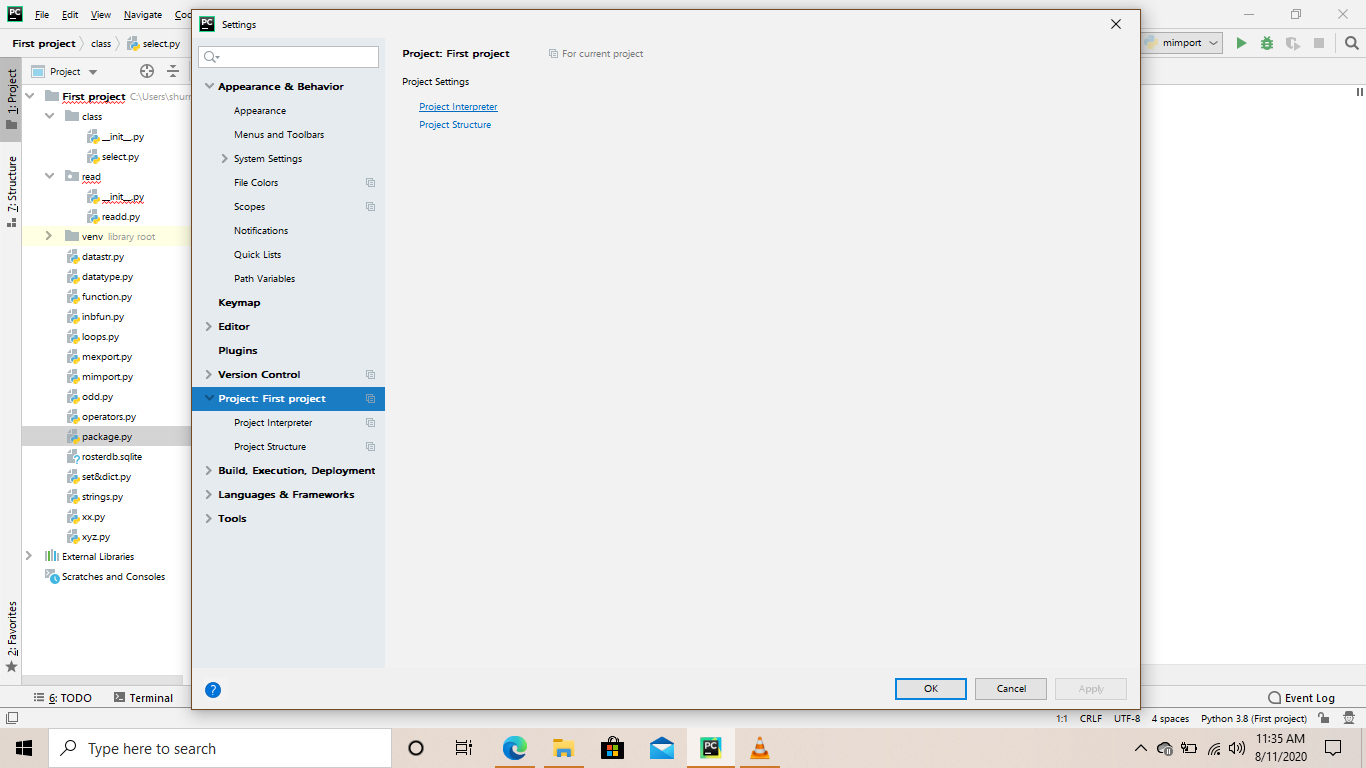 File Edit View Navigate
Settings
First project class select.py
mimport
Project
1: Project
First project
class
__init__.py
select.py
read
__init__.py
readd.py
venv library root
datastr.py
datatype.py
function.py
inbfun.py
loops.py
mexport.py
mimport.py
odd.py
operators.py
package.py
rosterdb.sqlite
set&dict.py
strings.py
xx.py
xyz.py
External Libraries
Scratches and Consoles
7: Structure
2: Favorites
Appearance & Behavior
Appearance
Menus and Toolbars
System Settings
File Colors
Scopes
Notifications
Quick Lists
Path Variables
Keymap
Editor
Plugins
Version Control
Project: First project
Project Interpreter
Project Structure
Build, Execution, Deployment
Languages & Frameworks
Tools
Project: First project For current project
Project Settings
Project Interpreter
Project Structure
?
OK Cancel Apply
6: TODO Terminal Event Log
1:1 CRLF UTF-8 4 spaces Python 3.8 (First project)
Type here to search
11:35 AM
8/11/2020